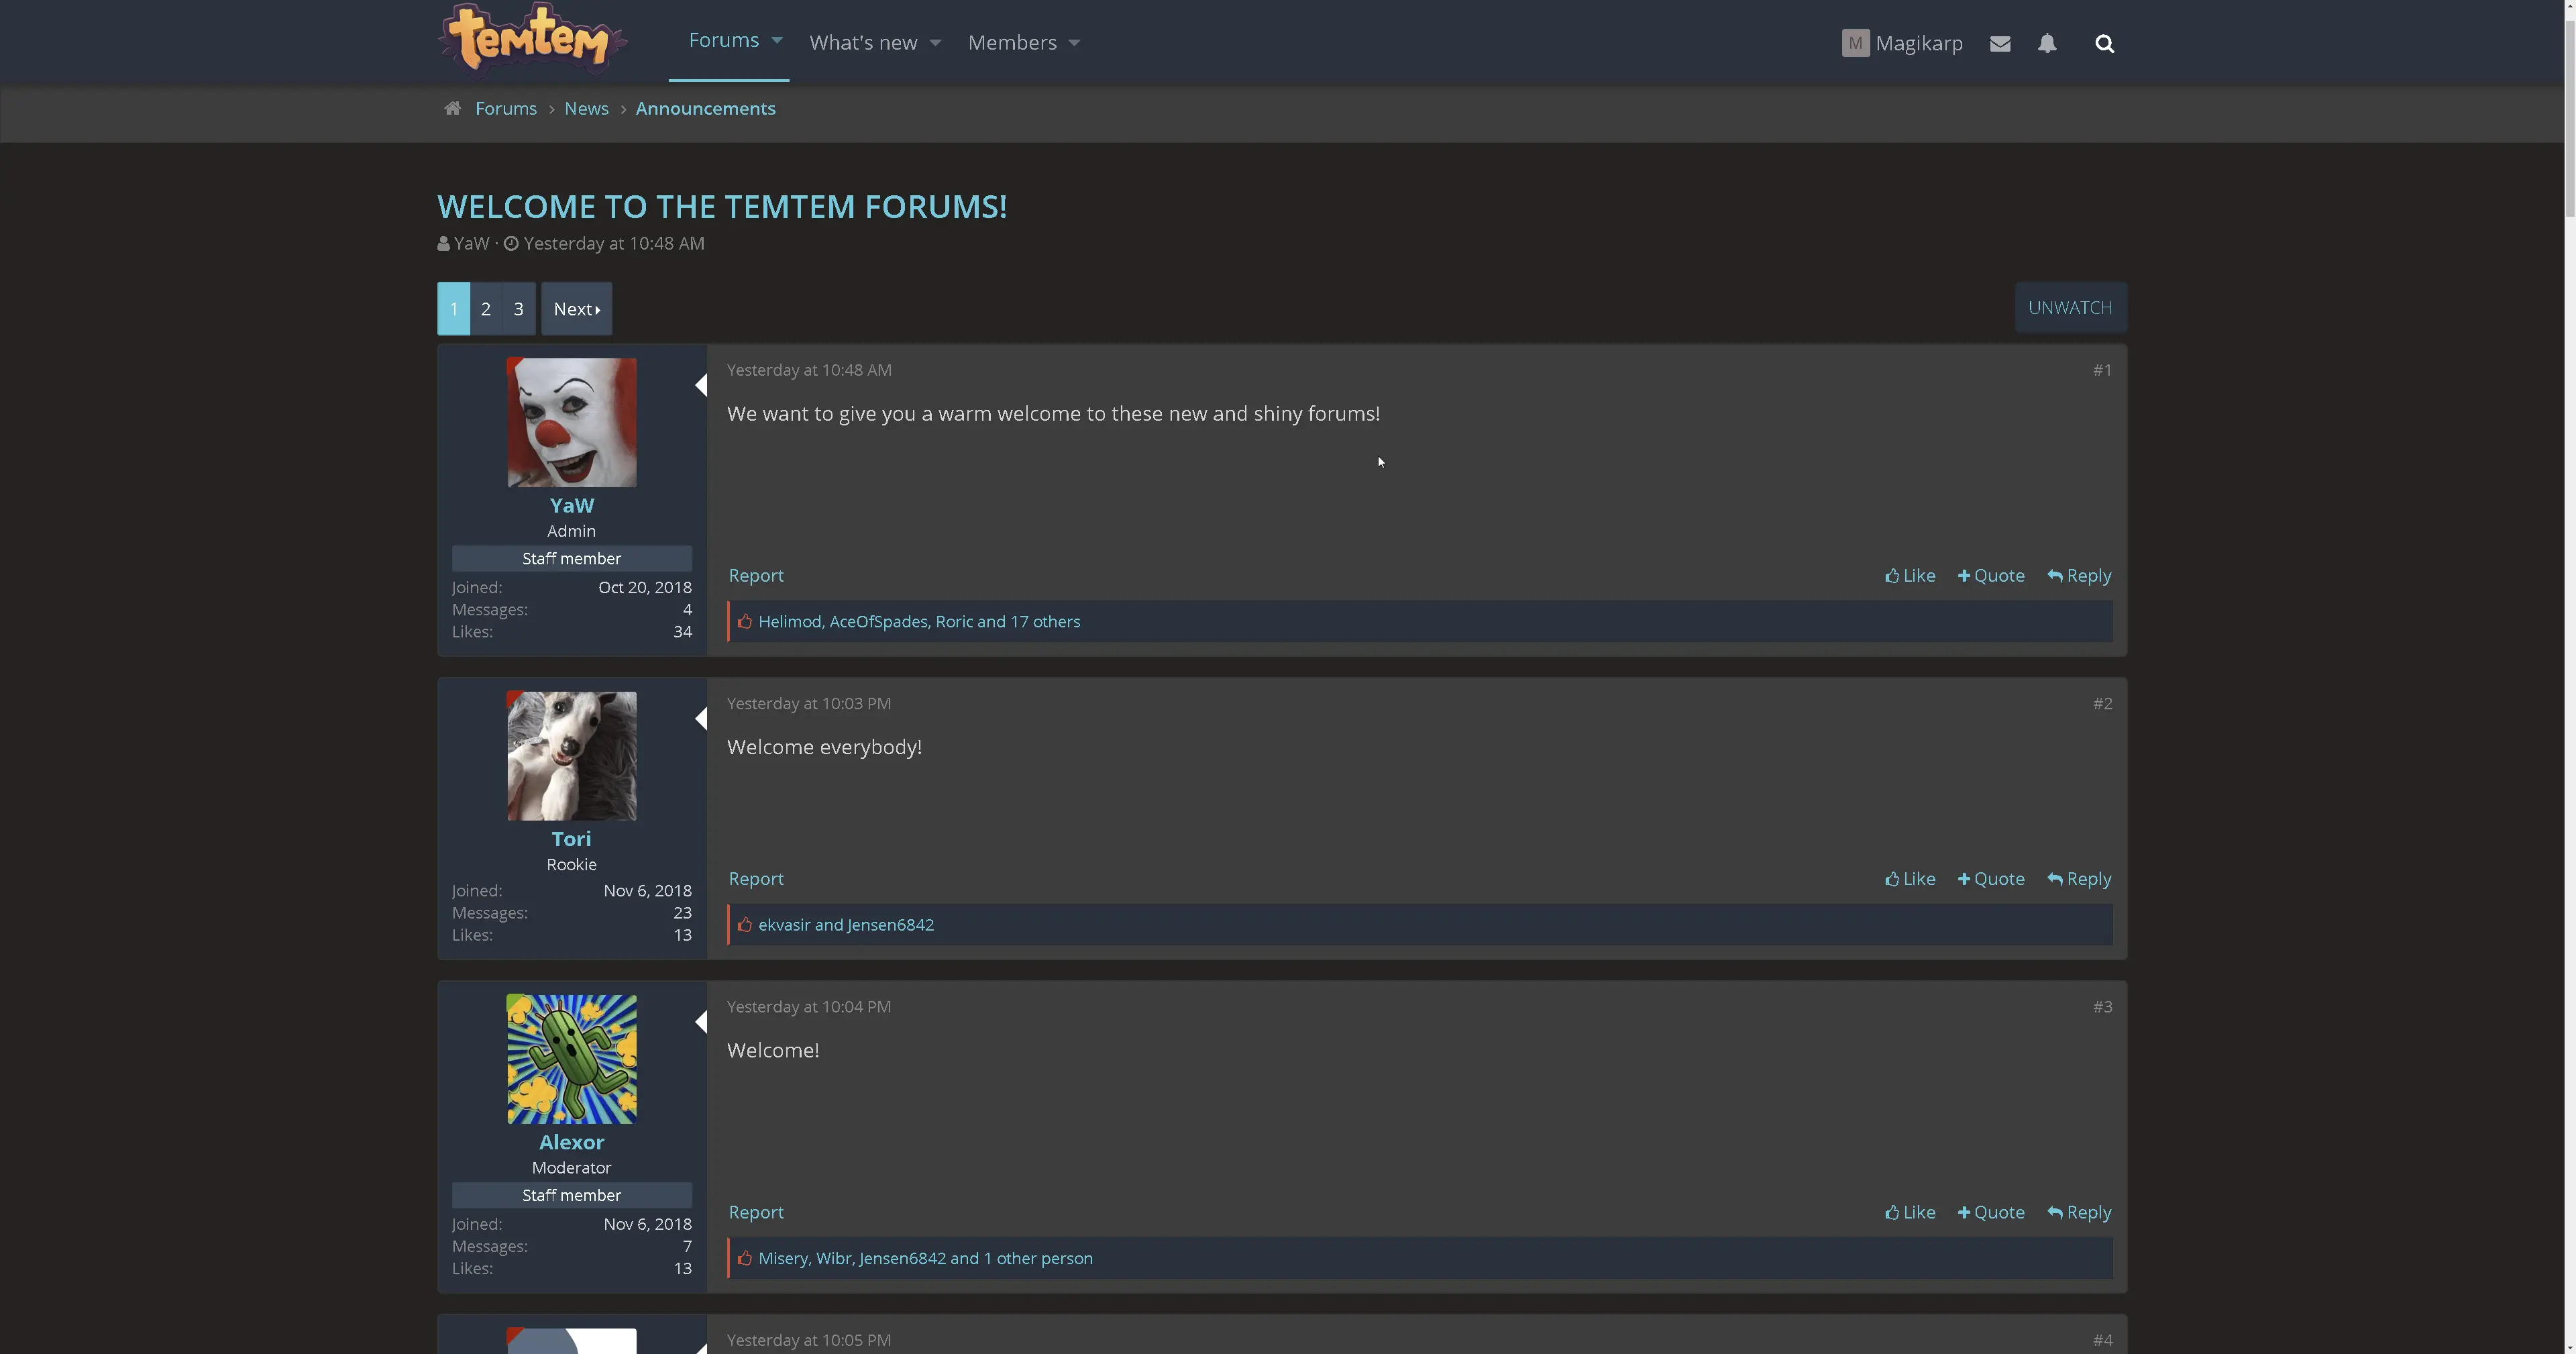 temtem
Forums
What's new
Members
M Magikarp
Forums › News › Announcements
WELCOME TO THE TEMTEM FORUMS!
YaW · Yesterday at 10:48 AM
1 2 3 Next
UNWATCH
Yesterday at 10:48 AM
#1
We want to give you a warm welcome to these new and shiny forums!
YaW
Admin
Staff member
Joined: Oct 20, 2018
Messages: 4
Likes: 34
Report
Like
Quote
Reply
Helimod, AceOfSpades, Roric and 17 others
Yesterday at 10:03 PM
#2
Welcome everybody!
Tori
Rookie
Joined: Nov 6, 2018
Messages: 23
Likes: 13
Report
Like
Quote
Reply
ekvasir and Jensen6842
Yesterday at 10:04 PM
#3
Welcome!
Alexor
Moderator
Staff member
Joined: Nov 6, 2018
Messages: 7
Likes: 13
Report
Like
Quote
Reply
Misery, Wibr, Jensen6842 and 1 other person
Yesterday at 10:05 PM
#4